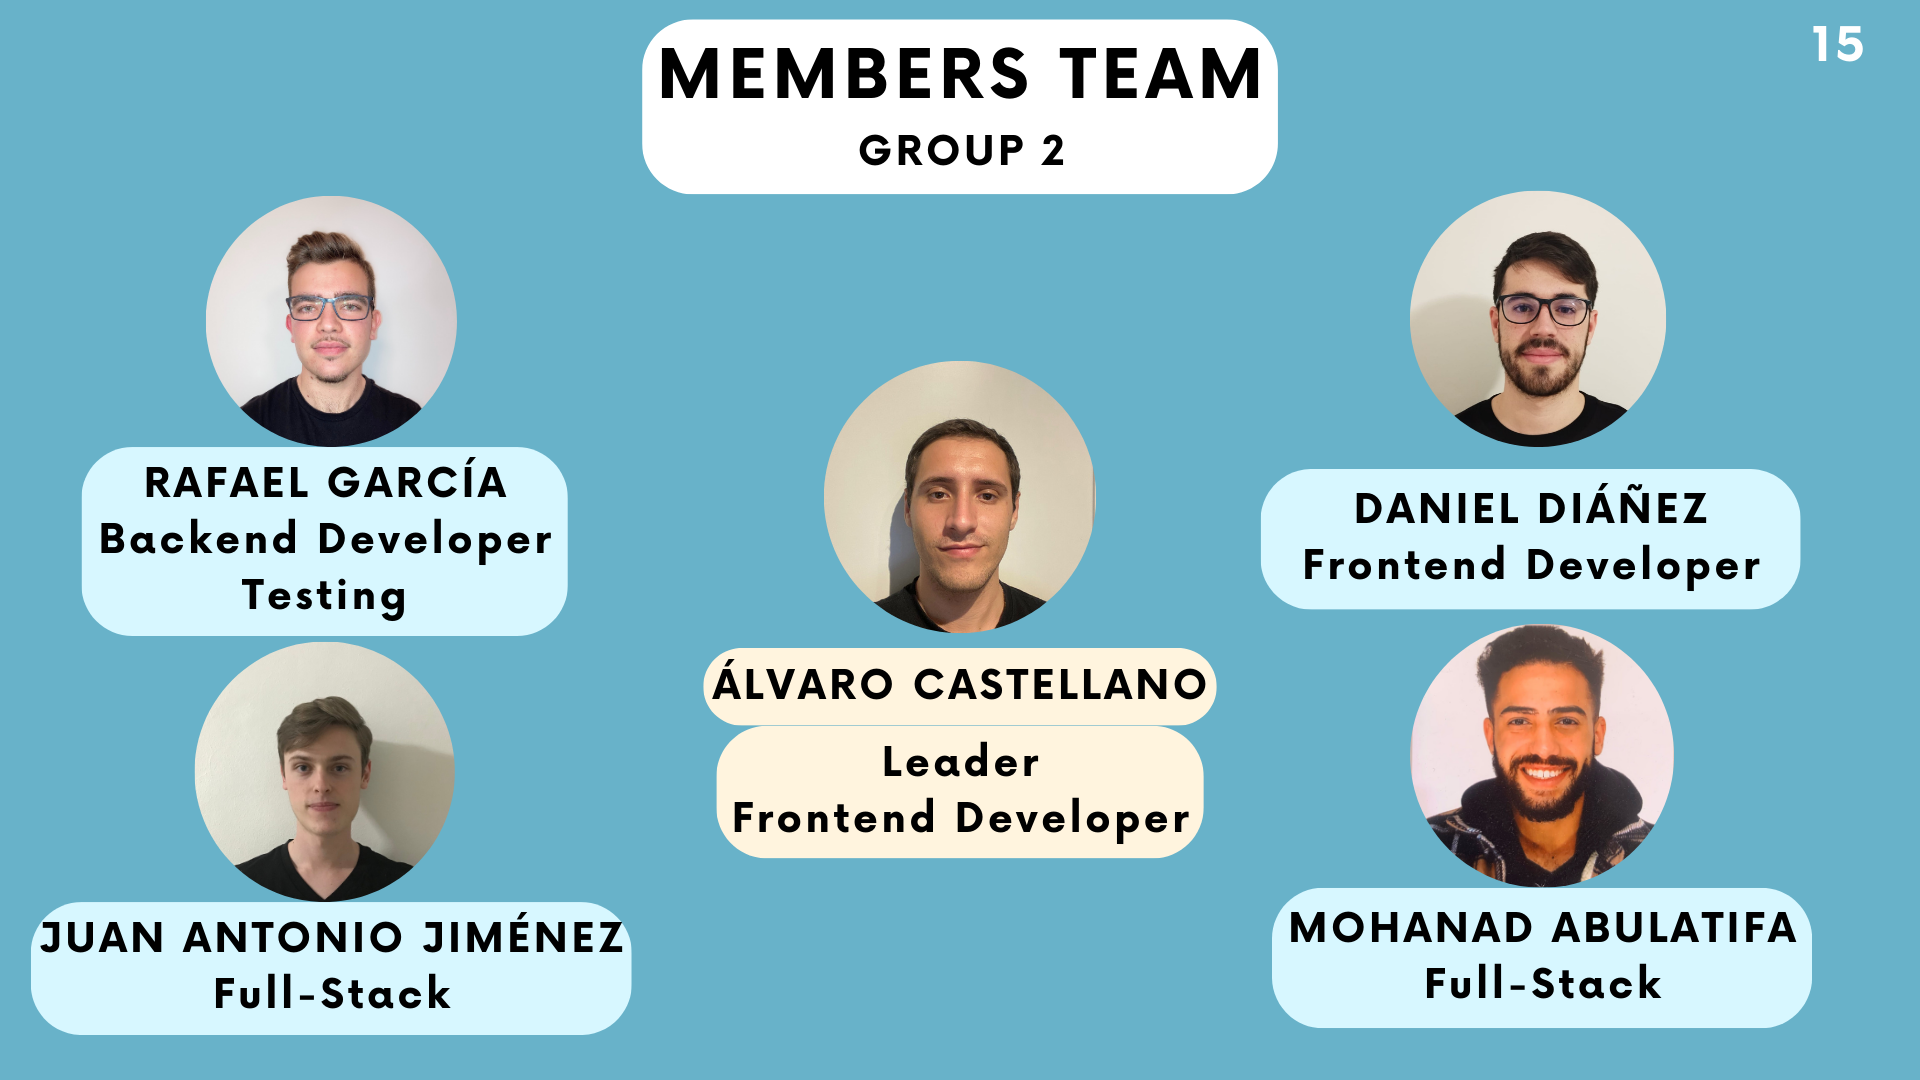 MEMBERS TEAM
GROUP 2
15
RAFAEL GARCÍA
Backend Developer
Testing
DANIEL DIÁÑEZ
Frontend Developer
ÁLVARO CASTELLANO
Leader
Frontend Developer
JUAN ANTONIO JIMÉNEZ
Full-Stack
MOHANAD ABULATIFA
Full-Stack